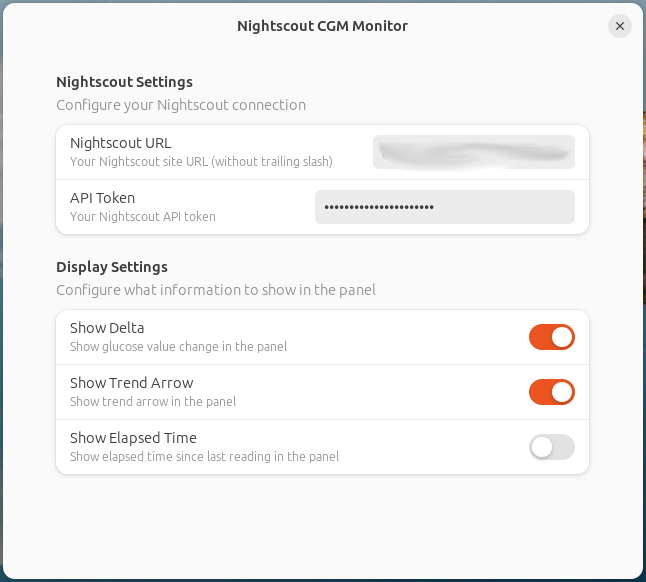 Nightscout CGM Monitor
Nightscout Settings
Configure your Nightscout connection
Nightscout URL
Your Nightscout site URL (without trailing slash)
API Token
Your Nightscout API token
••••••••••••••••••••••
Display Settings
Configure what information to show in the panel
Show Delta
Show glucose value change in the panel
Show Trend Arrow
Show trend arrow in the panel
Show Elapsed Time
Show elapsed time since last reading in the panel